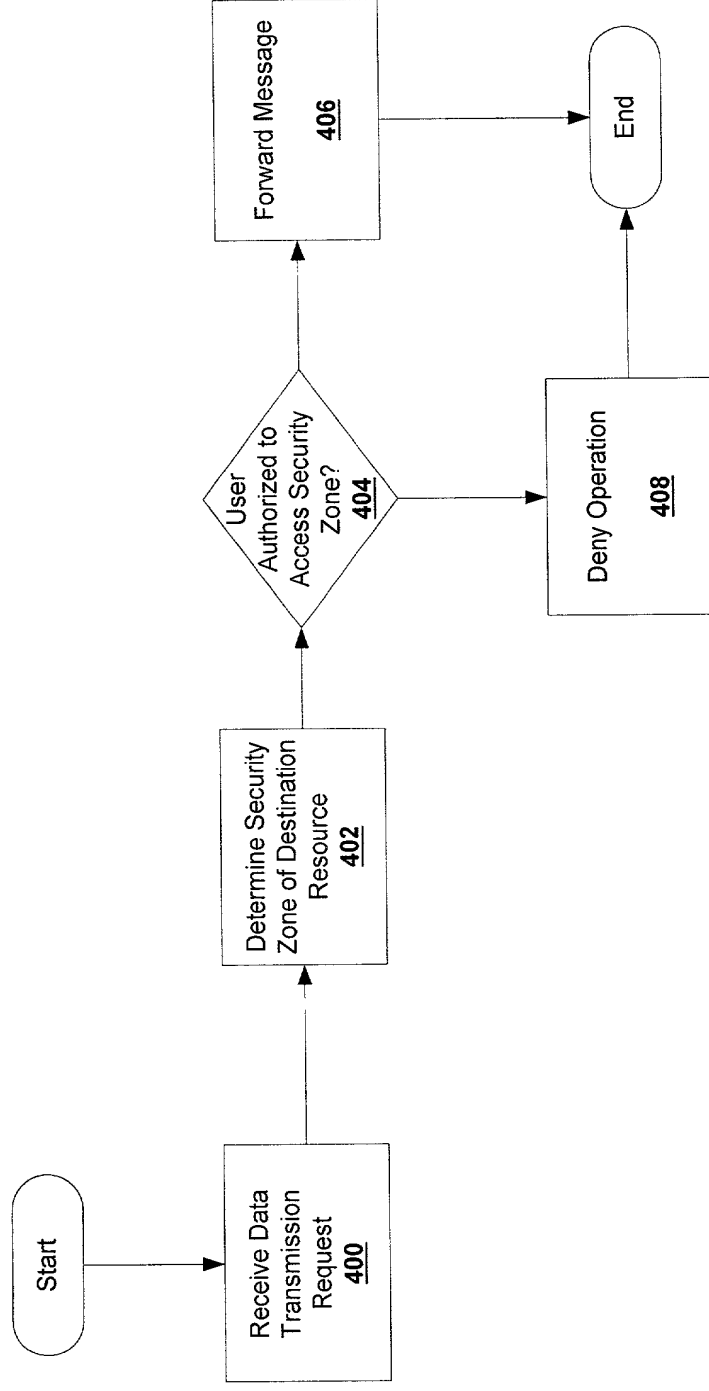 Start
Receive Data
Transmission
Request
400
Determine Security
Zone of Destination
Resource
402
User
Authorized to
Access Security
Zone?
404
Forward Message
406
Deny Operation
408
End